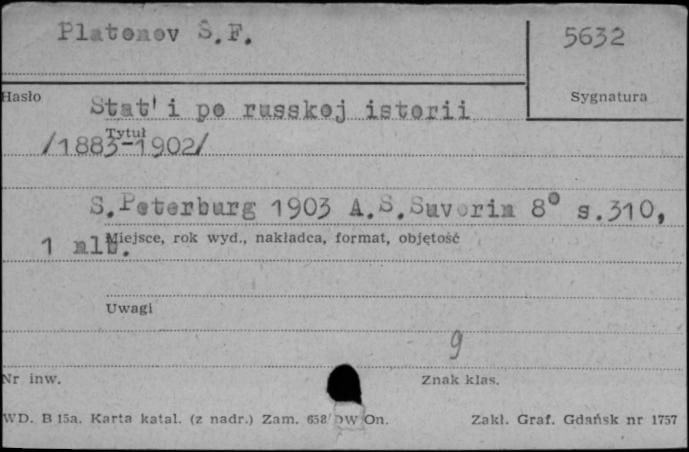 Platonov S.F.
5632
Hasło
Sygnatura
Stat'i po russkoj istorii
Tytuł
/1883-1902/
S.Peterburg 1903 A.S.Suvorin 8° s.310,
Miejsce, rok wyd., nakładca, format, objętość
1 nlb.
Uwagi
9
Nr inw.
Znak klas.
WD. B 15a. Karta katal. (z nadr.) Zam. 658/DW/On.
Zakł. Graf. Gdańsk nr 1757